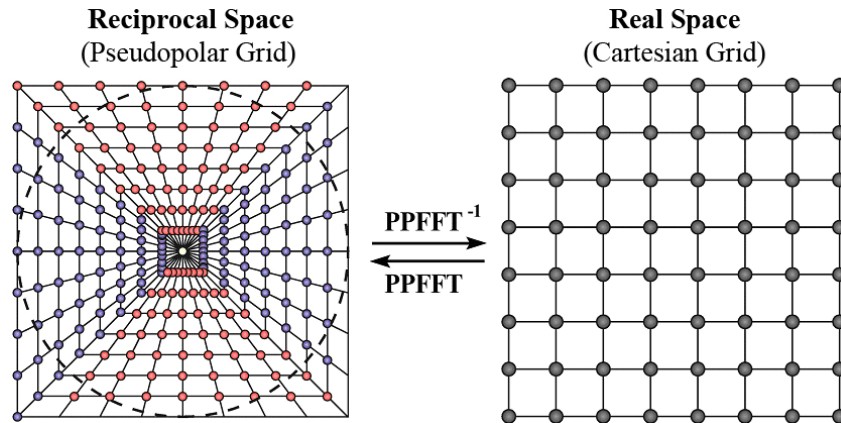 Reciprocal Space
(Pseudopolar Grid)
Real Space
(Cartesian Grid)
PPFFT -1
PPFFT